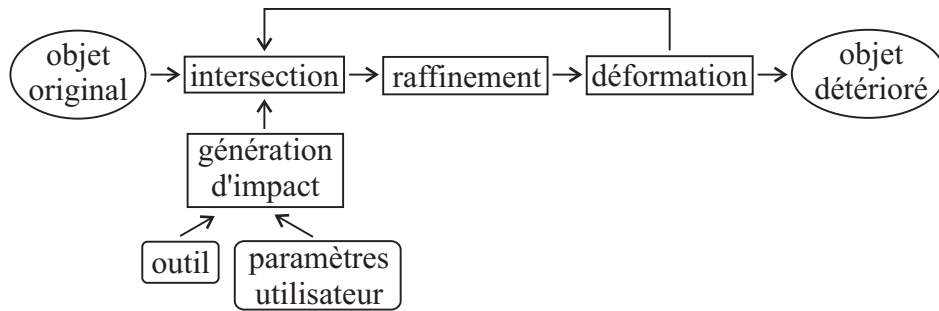 objet
original
intersection
raffinement
déformation
objet
détérioré
génération
d'impact
outil
paramètres
utilisateur